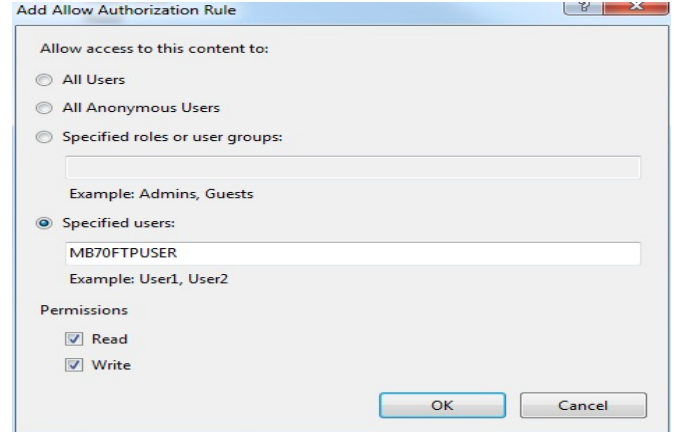 Add Allow Authorization Rule
Allow access to this content to:
All Users
All Anonymous Users
Specified roles or user groups:
Example: Admins, Guests
Specified users:
MB70FTPUSER
Example: User1, User2
Permissions
Read
Write
OK Cancel